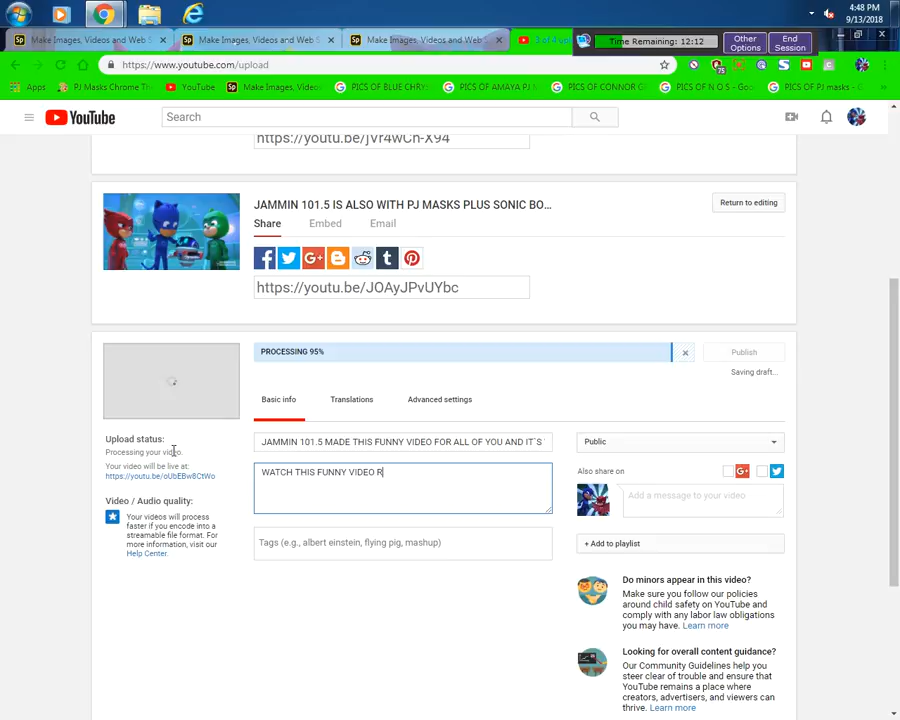 4:48 PM
9/13/2018
Make Images, Videos and Web S
Make Images, Videos and Web S
Make Images, Videos and Web
3 of 4 upl
Time Remaining: 12:12
Other Options
End Session
https://www.youtube.com/upload
75
Apps
PJ Masks Chrome The
YouTube
Make Images, Videos
PICS OF BLUE CHRY
PICS OF AMAYA PJ M
PICS OF CONNOR GR
PICS OF N O S - Goo
PICS OF PJ masks - G
YouTube
Search
https://youtu.be/jVr4wCh-X94
JAMMIN 101.5 IS ALSO WITH PJ MASKS PLUS SONIC BO...
Return to editing
Share
Embed
Email
https://youtu.be/JOAyJPvUYbc
PROCESSING 95%
Publish
Saving draft...
Basic info
Translations
Advanced settings
Upload status:
Processing your video.
Your video will be live at:
https://youtu.be/oUbEBw8CtWo
Video / Audio quality:
Your videos will process
faster if you encode into a
streamable file format. For
more information, visit our
Help Center.
JAMMIN 101.5 MADE THIS FUNNY VIDEO FOR ALL OF YOU AND IT`S
WATCH THIS FUNNY VIDEO R
Tags (e.g., albert einstein, flying pig, mashup)
Public
Also share on
Add a message to your video
+ Add to playlist
Do minors appear in this video?
Make sure you follow our policies
around child safety on YouTube and
comply with any labor law obligations
you may have. Learn more
Looking for overall content guidance?
Our Community Guidelines help you
steer clear of trouble and ensure that
YouTube remains a place where
creators, advertisers, and viewers can
thrive. Learn more